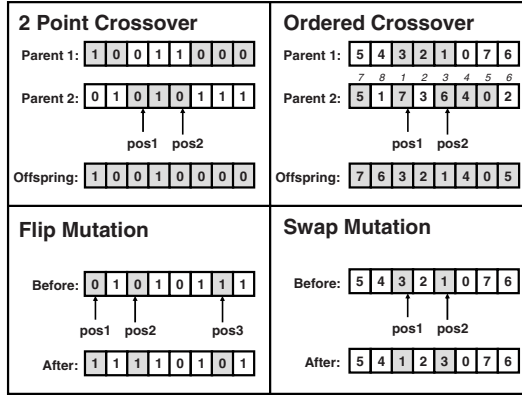 2 Point Crossover
Parent 1: 1 0 0 1 1 0 0 0
Parent 2: 0 1 0 1 0 1 1 1
pos1 pos2
Offspring: 1 0 0 1 0 0 0 0
Ordered Crossover
Parent 1: 5 4 3 2 1 0 7 6
7 8 1 2 3 4 5 6
Parent 2: 5 1 7 3 6 4 0 2
pos1 pos2
Offspring: 7 6 3 2 1 4 0 5
Flip Mutation
Before: 0 1 0 1 0 1 1 1
pos1 pos2 pos3
After: 1 1 1 1 0 1 0 1
Swap Mutation
Before: 5 4 3 2 1 0 7 6
pos1 pos2
After: 5 4 1 2 3 0 7 6